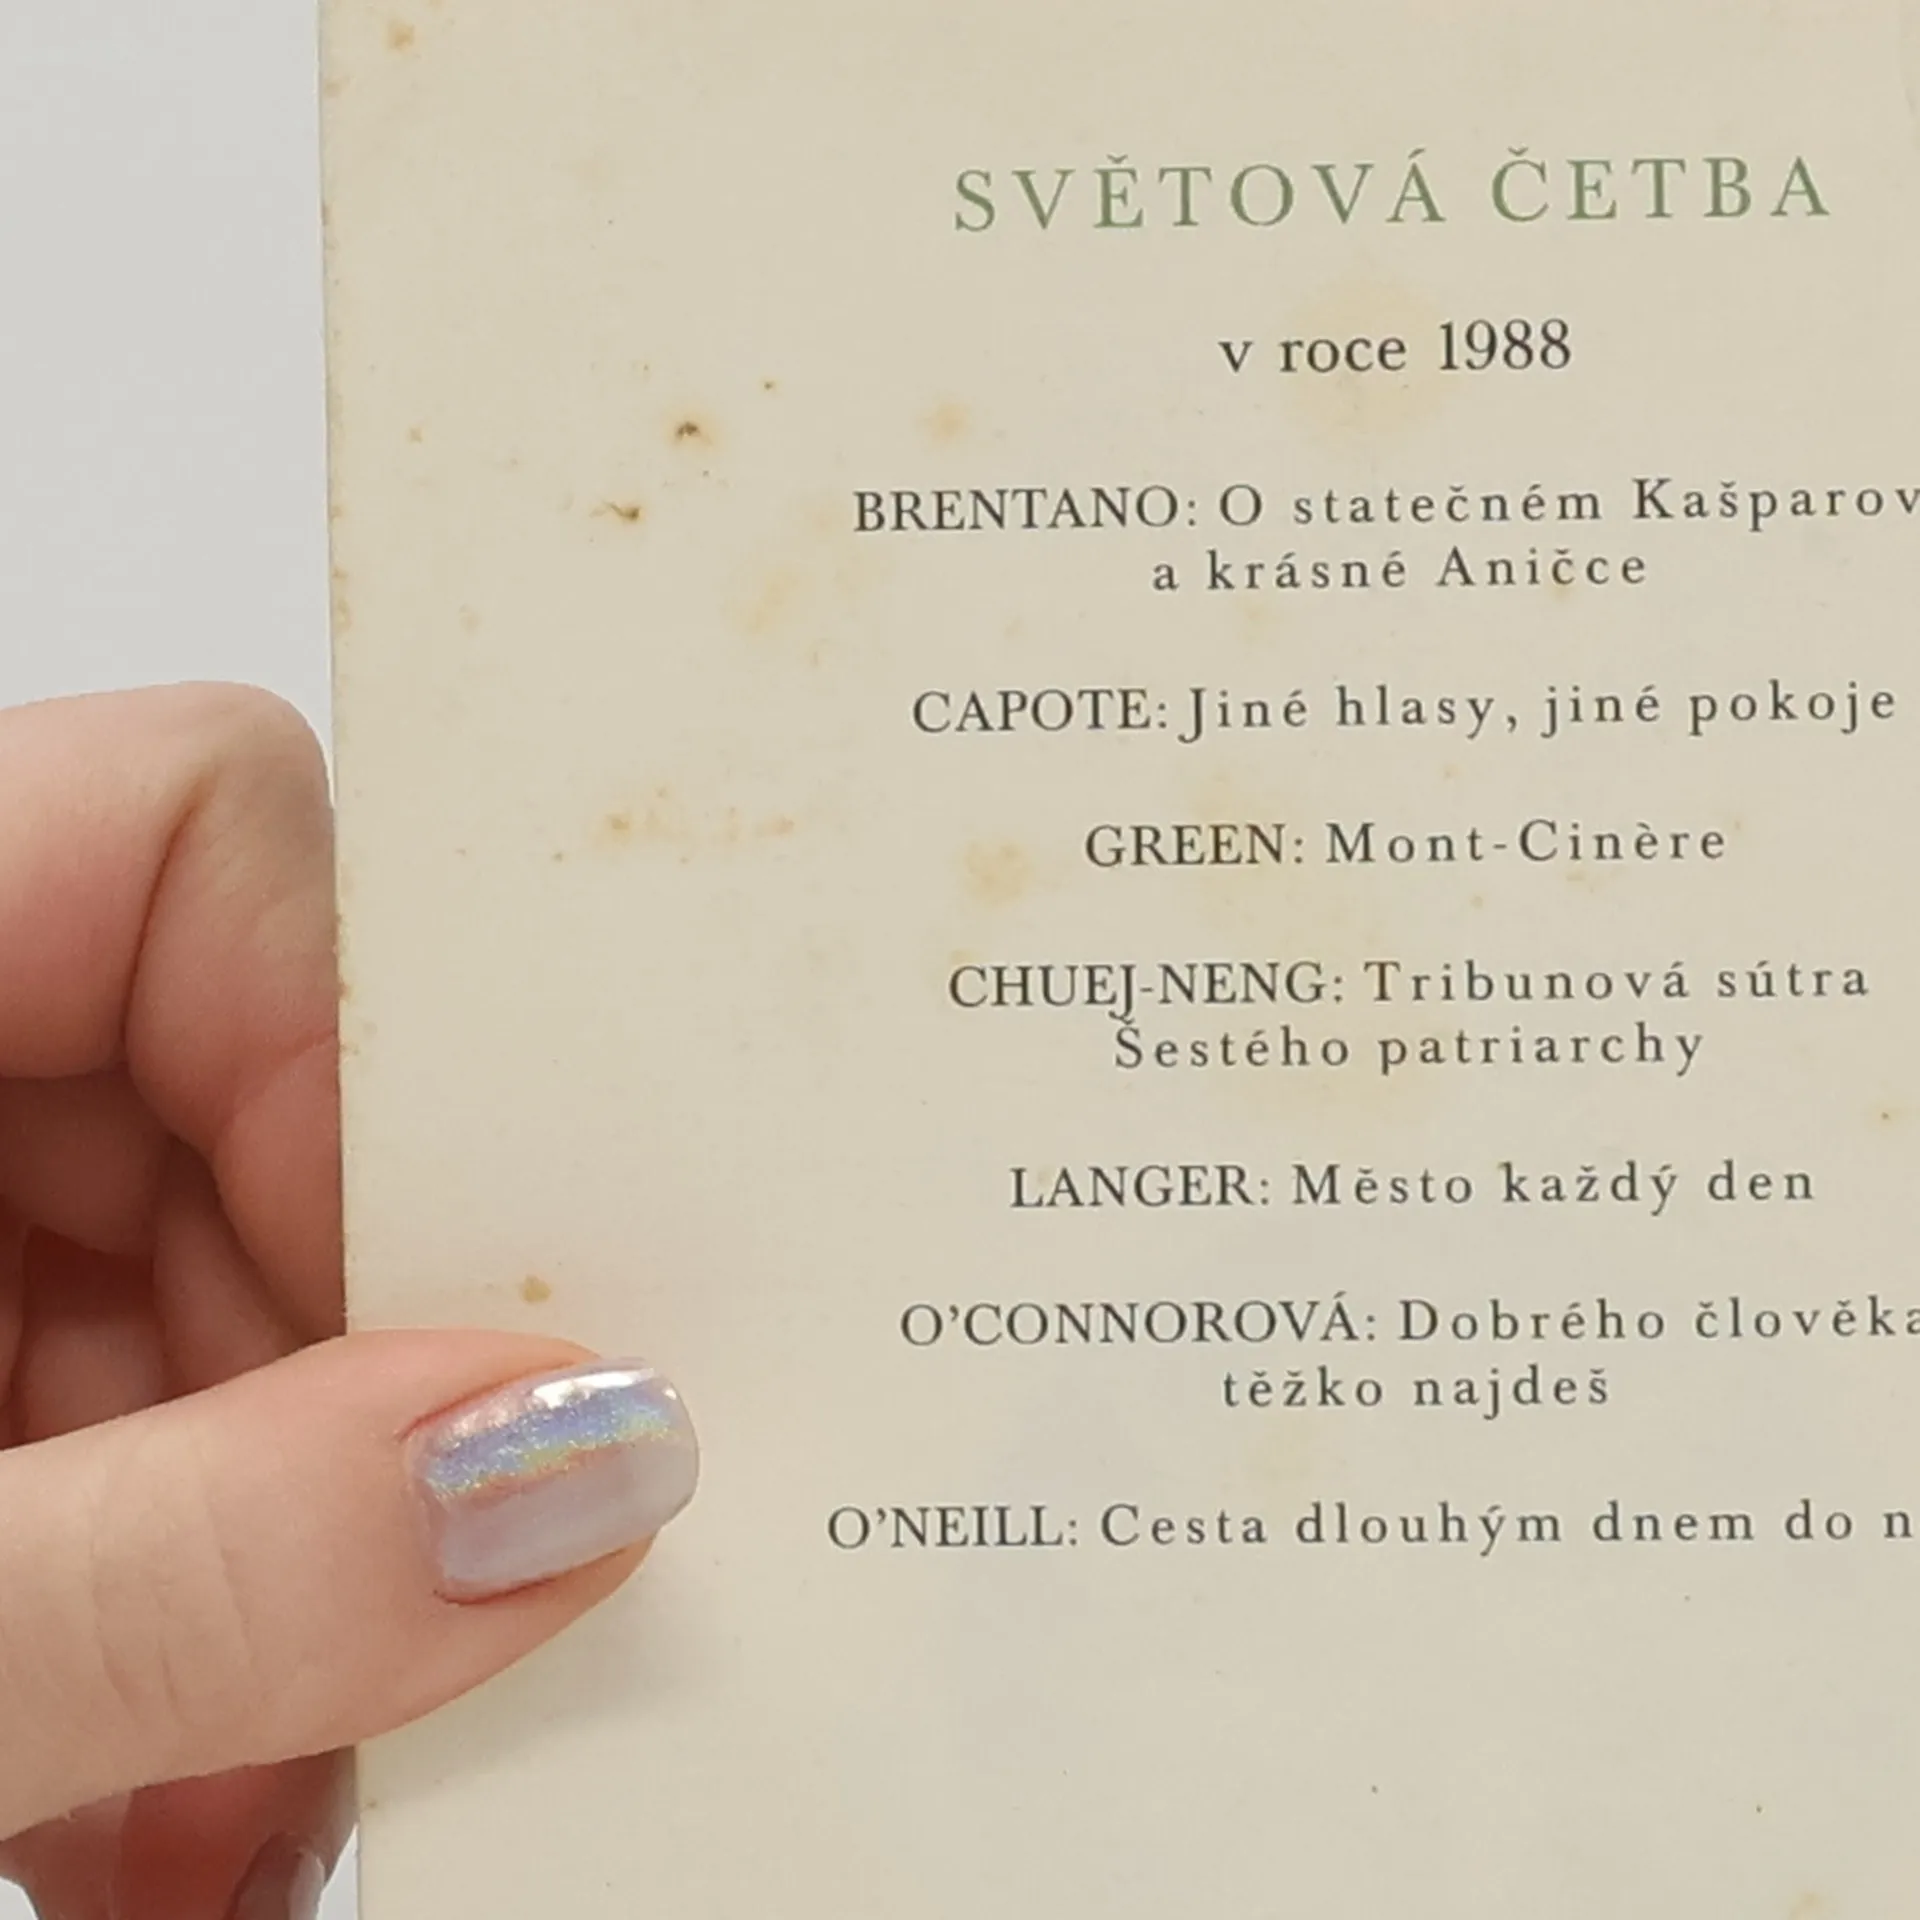 SVĚTOVÁ ČETBA
v roce 1988
BRENTANO: O statečném
a krásné Aničce
CAPOTE: Jiné hlasy, jiné pokoje
GREEN: Mont-Cinère
CHUEJ-NENG: Tribunová sútra
Šestého patriarchy
LANGER: Město každý den
O’CONNOROVÁ: Dobrého člověka
těžko najdeš
O’NEILL: Cesta dlouhým dnem do